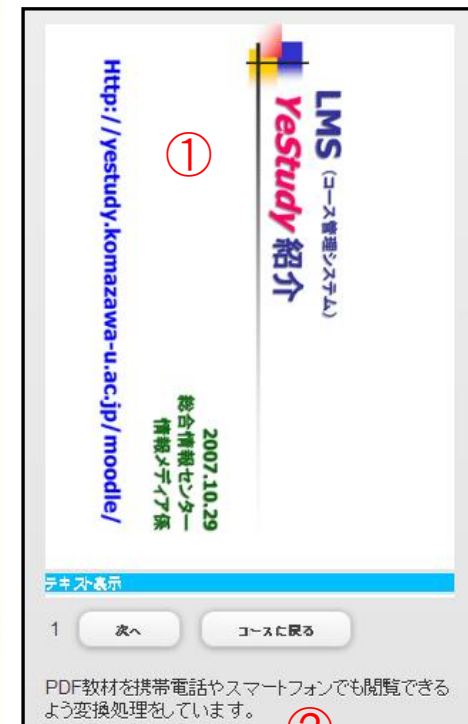 LMS (コース管理システム)
YeStudy 紹介
2007.10.29
総合情報センター
情報メディア係
Http://yestudy.komazawa-u.ac.jp/moodle/
①
テキスト表示
1 次へ コースに戻る
PDF教材を携帯電話やスマートフォンでも閲覧できる
よう変換処理をしています。